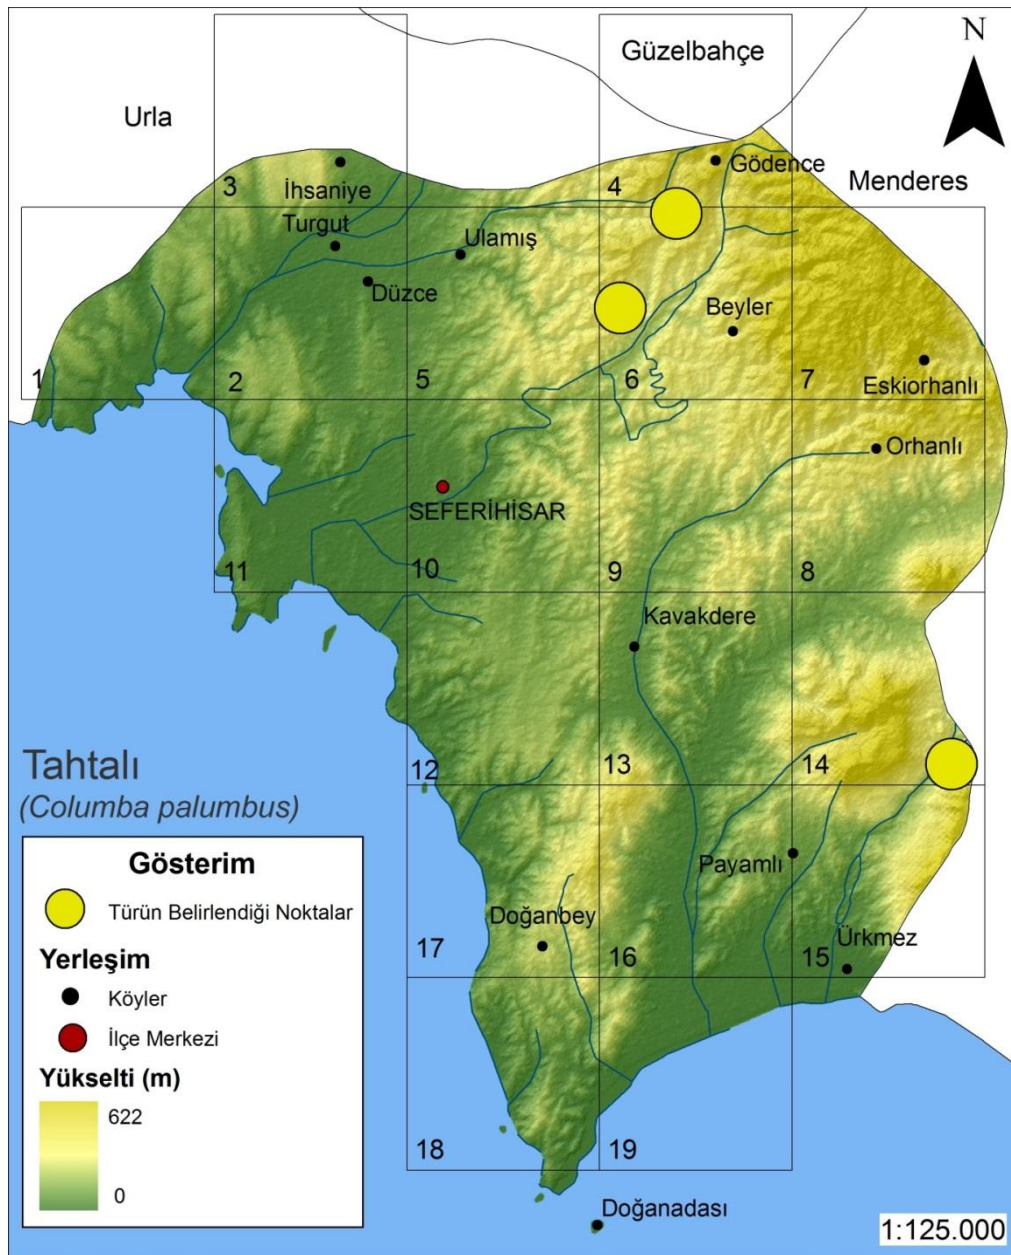 N
Güzelbahçe
Urla
Gödence
3
4
İhsaniye
Menderes
Turgut
Ulamış
Düzce
Beyler
1
2
5
6
7
Eskiorhanlı
Orhanlı
SEFERİHİSAR
11
10
9
8
Kavakdere
Tahtalı
12
13
14
(Columba palumbus)
Gösterim
Payamlı
Türün Belirlendiği Noktalar
Doğanbey
Ürkmez
17
16
15
Yerleşim
Köyler
İlçe Merkezi
Yükselti (m)
622
18
19
0
Doğanadası
1:125.000